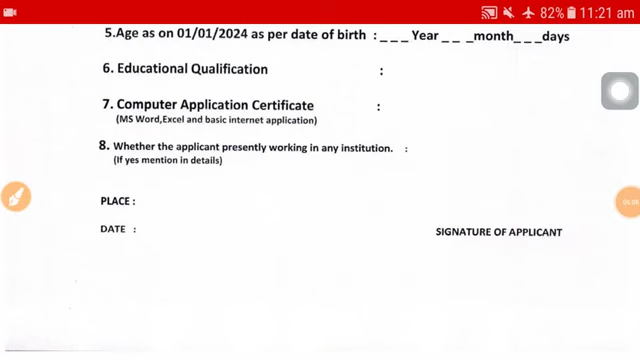 82% 11:21 am
5.Age as on 01/01/2024 as per date of birth : _ _ _ Year _ _ _month_ _ _days
6. Educational Qualification :
7. Computer Application Certificate :
(MS Word,Excel and basic internet application)
8. Whether the applicant presently working in any institution. :
(If yes mention in details)
PLACE :
DATE :
SIGNATURE OF APPLICANT